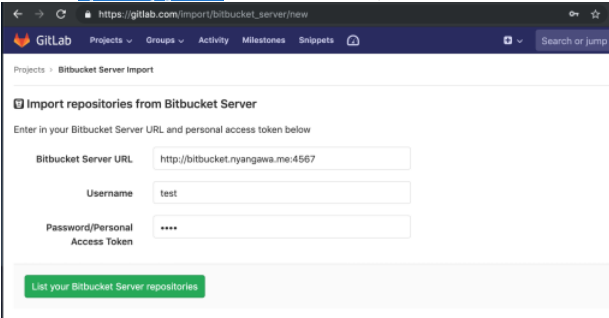 https://gitlab.com/import/bitbucket_server/new
GitLab Projects Groups Activity Milestones Snippets Search or jump
Projects > Bitbucket Server Import
Import repositories from Bitbucket Server
Enter in your Bitbucket Server URL and personal access token below
Bitbucket Server URL http://bitbucket.nyangawa.me:4567
Username test
Password/Personal Access Token ••••
List your Bitbucket Server repositories